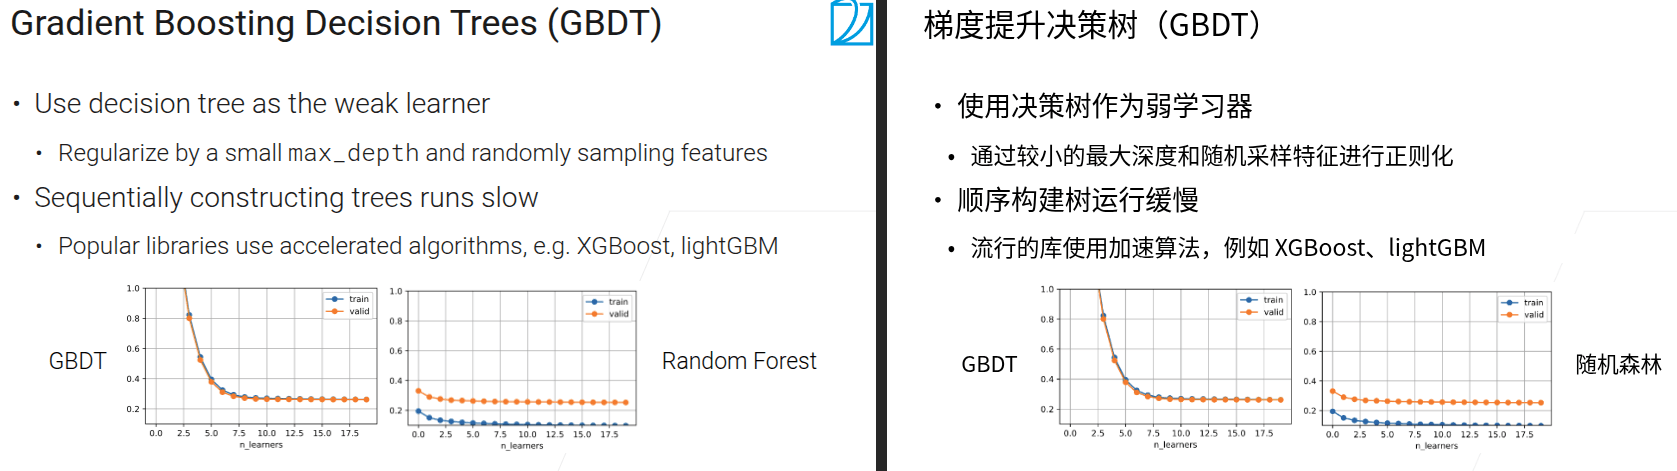 Gradient Boosting Decision Trees (GBDT)
• Use decision tree as the weak learner
• Regularize by a small max_depth and randomly sampling features
• Sequentially constructing trees runs slow
• Popular libraries use accelerated algorithms, e.g. XGBoost, lightGBM
GBDT
1.0
0.8
0.6
0.4
0.2
0.0 2.5 5.0 7.5 10.0 12.5 15.0 17.5
n_learners
train
valid
1.0
0.8
0.6
0.4
0.2
0.0 2.5 5.0 7.5 10.0 12.5 15.0 17.5
n_learners
train
valid
Random Forest
梯度提升决策树（GBDT）
• 使用决策树作为弱学习器
• 通过较小的最大深度和随机采样特征进行正则化
• 顺序构建树运行缓慢
• 流行的库使用加速算法，例如 XGBoost、lightGBM
GBDT
1.0
0.8
0.6
0.4
0.2
0.0 2.5 5.0 7.5 10.0 12.5 15.0 17.5
n_learners
train
valid
1.0
0.8
0.6
0.4
0.2
0.0 2.5 5.0 7.5 10.0 12.5 15.0 17.5
n_learners
train
valid
随机森林